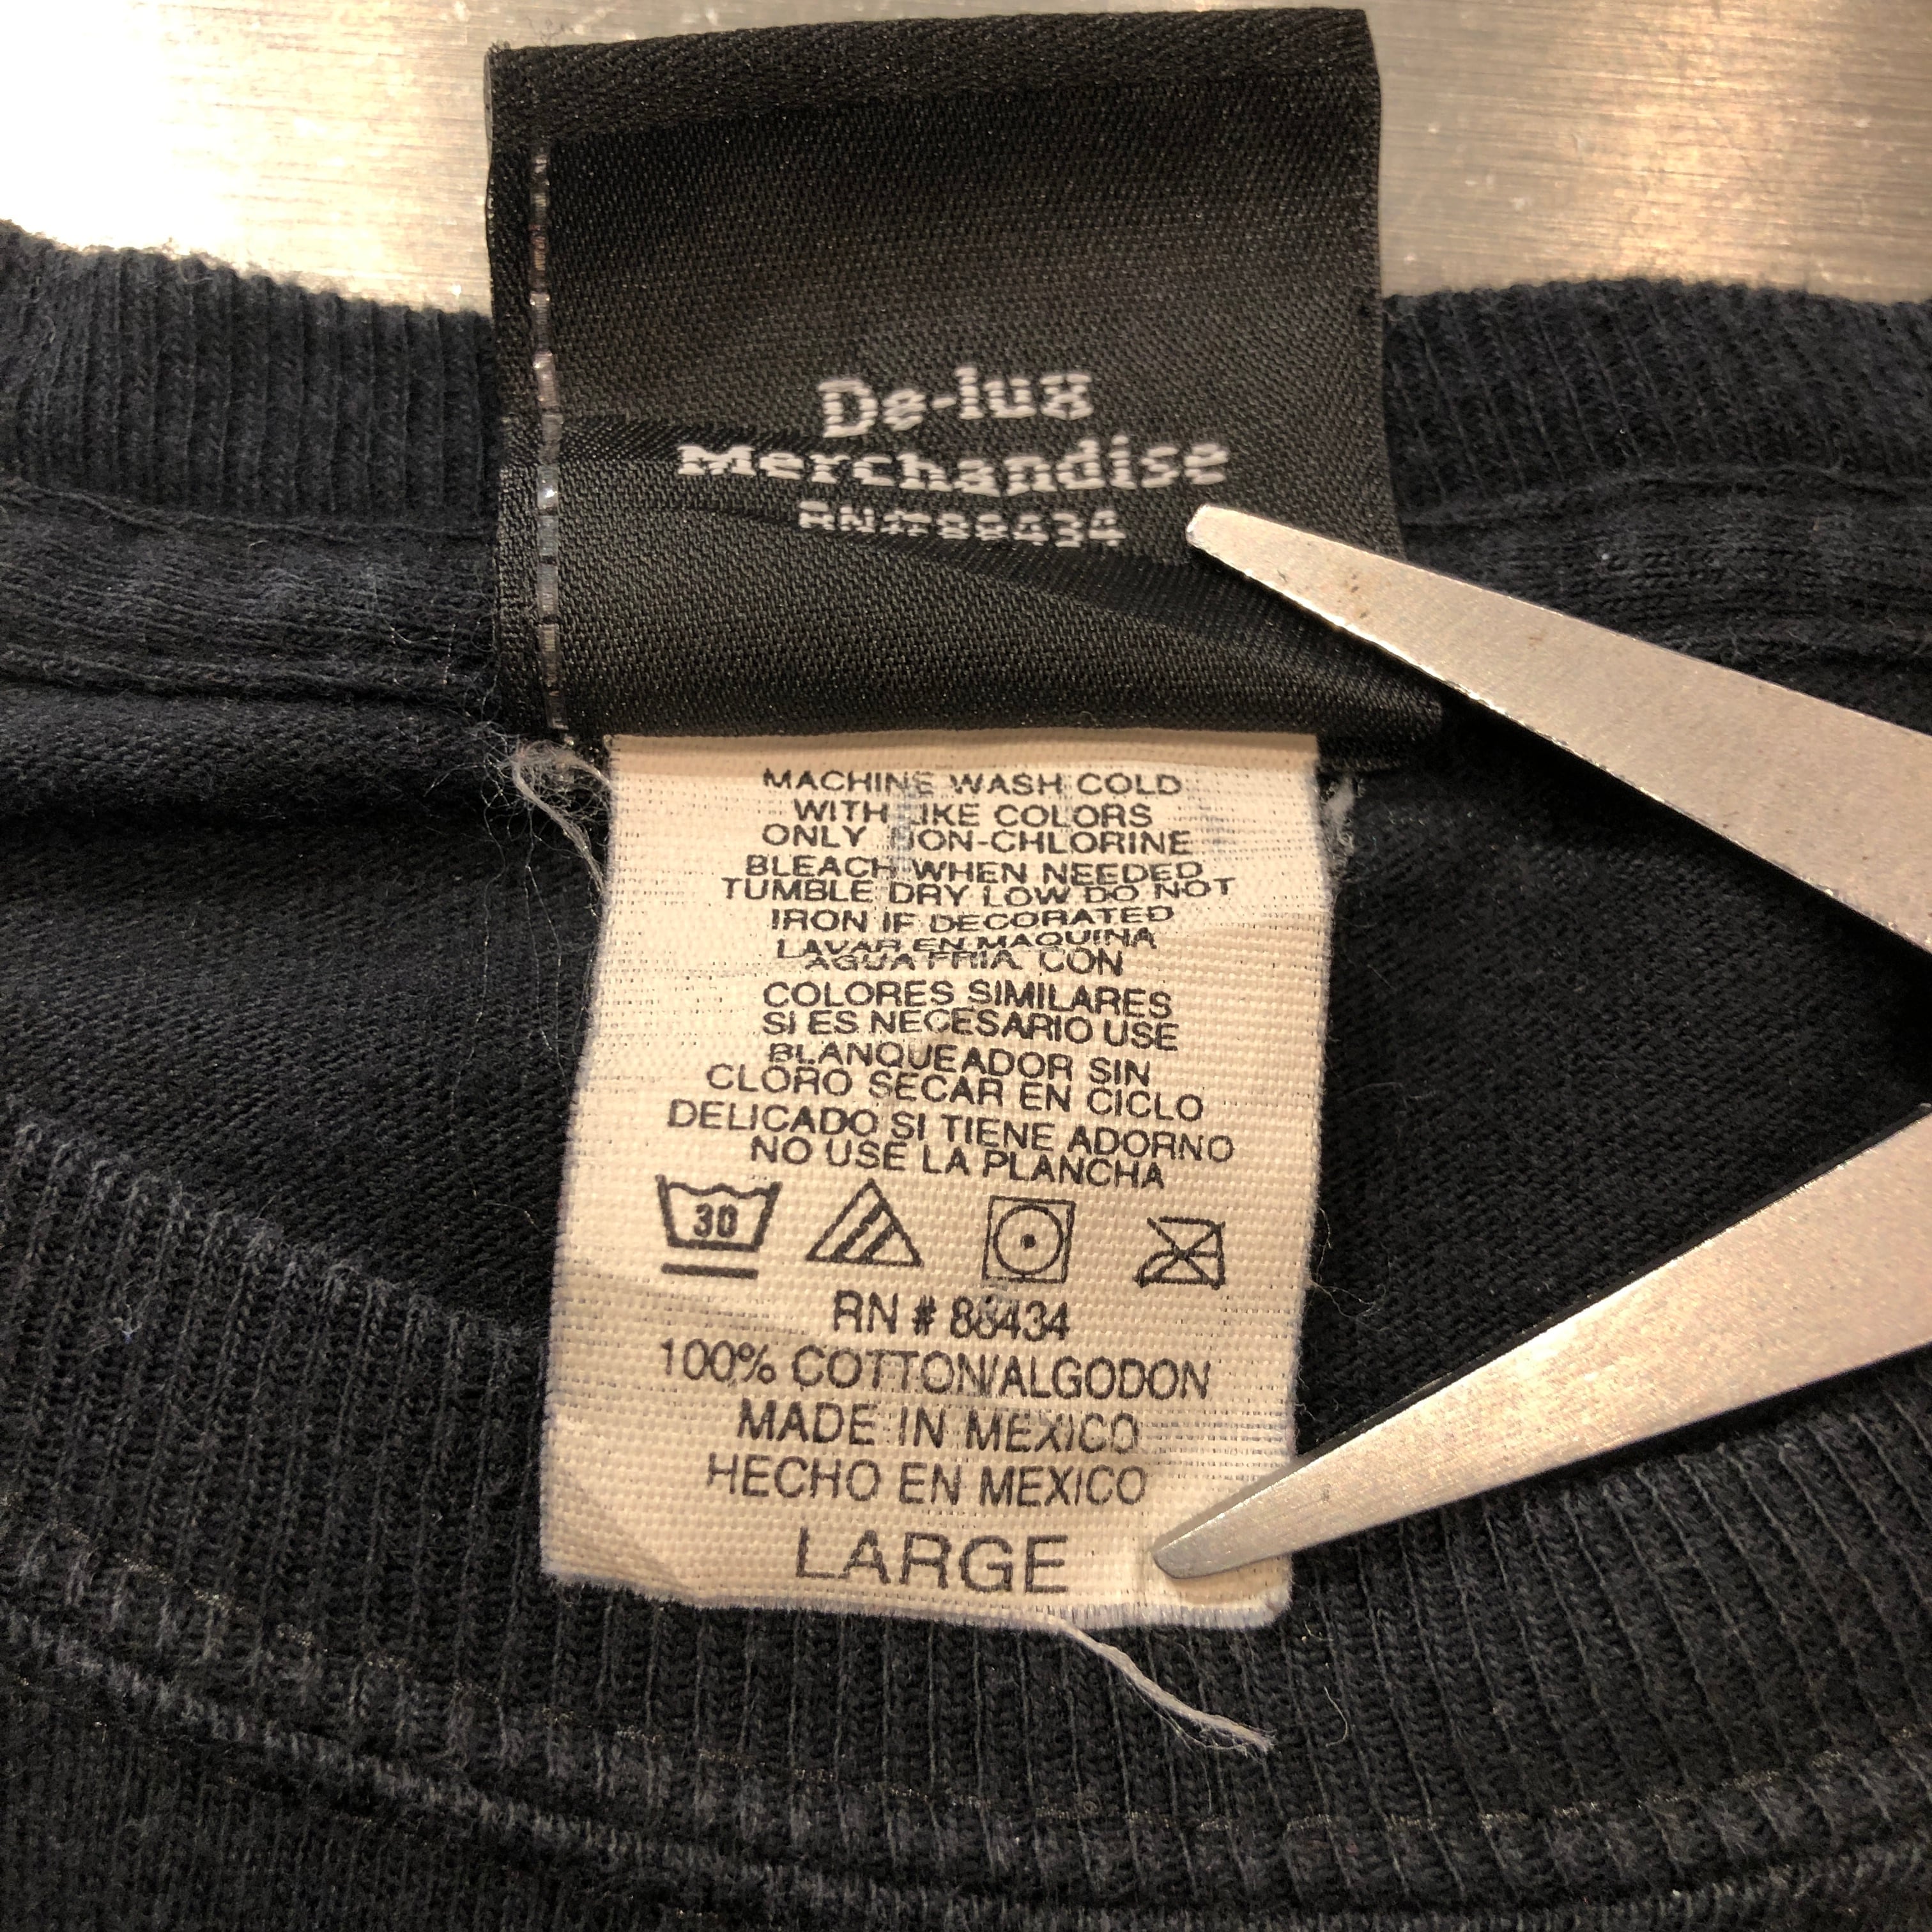 De-lux
Merchandise
RN#88434
MACHINE WASH COLD
WITH LIKE COLORS
ONLY NON-CHLORINE
BLEACH WHEN NEEDED
TUMBLE DRY LOW DO NOT
IRON IF DECORATED
LAVAR EN MAQUINA
AGUA FRIA CON
COLORES SIMILARES
SI ES NECESARIO USE
BLANQUEADOR SIN
CLORO SECAR EN CICLO
DELICADO SI TIENE ADORNO
NO USE LA PLANCHA
30
RN # 88434
100% COTTON/ALGODON
MADE IN MEXICO
HECHO EN MEXICO
LARGE